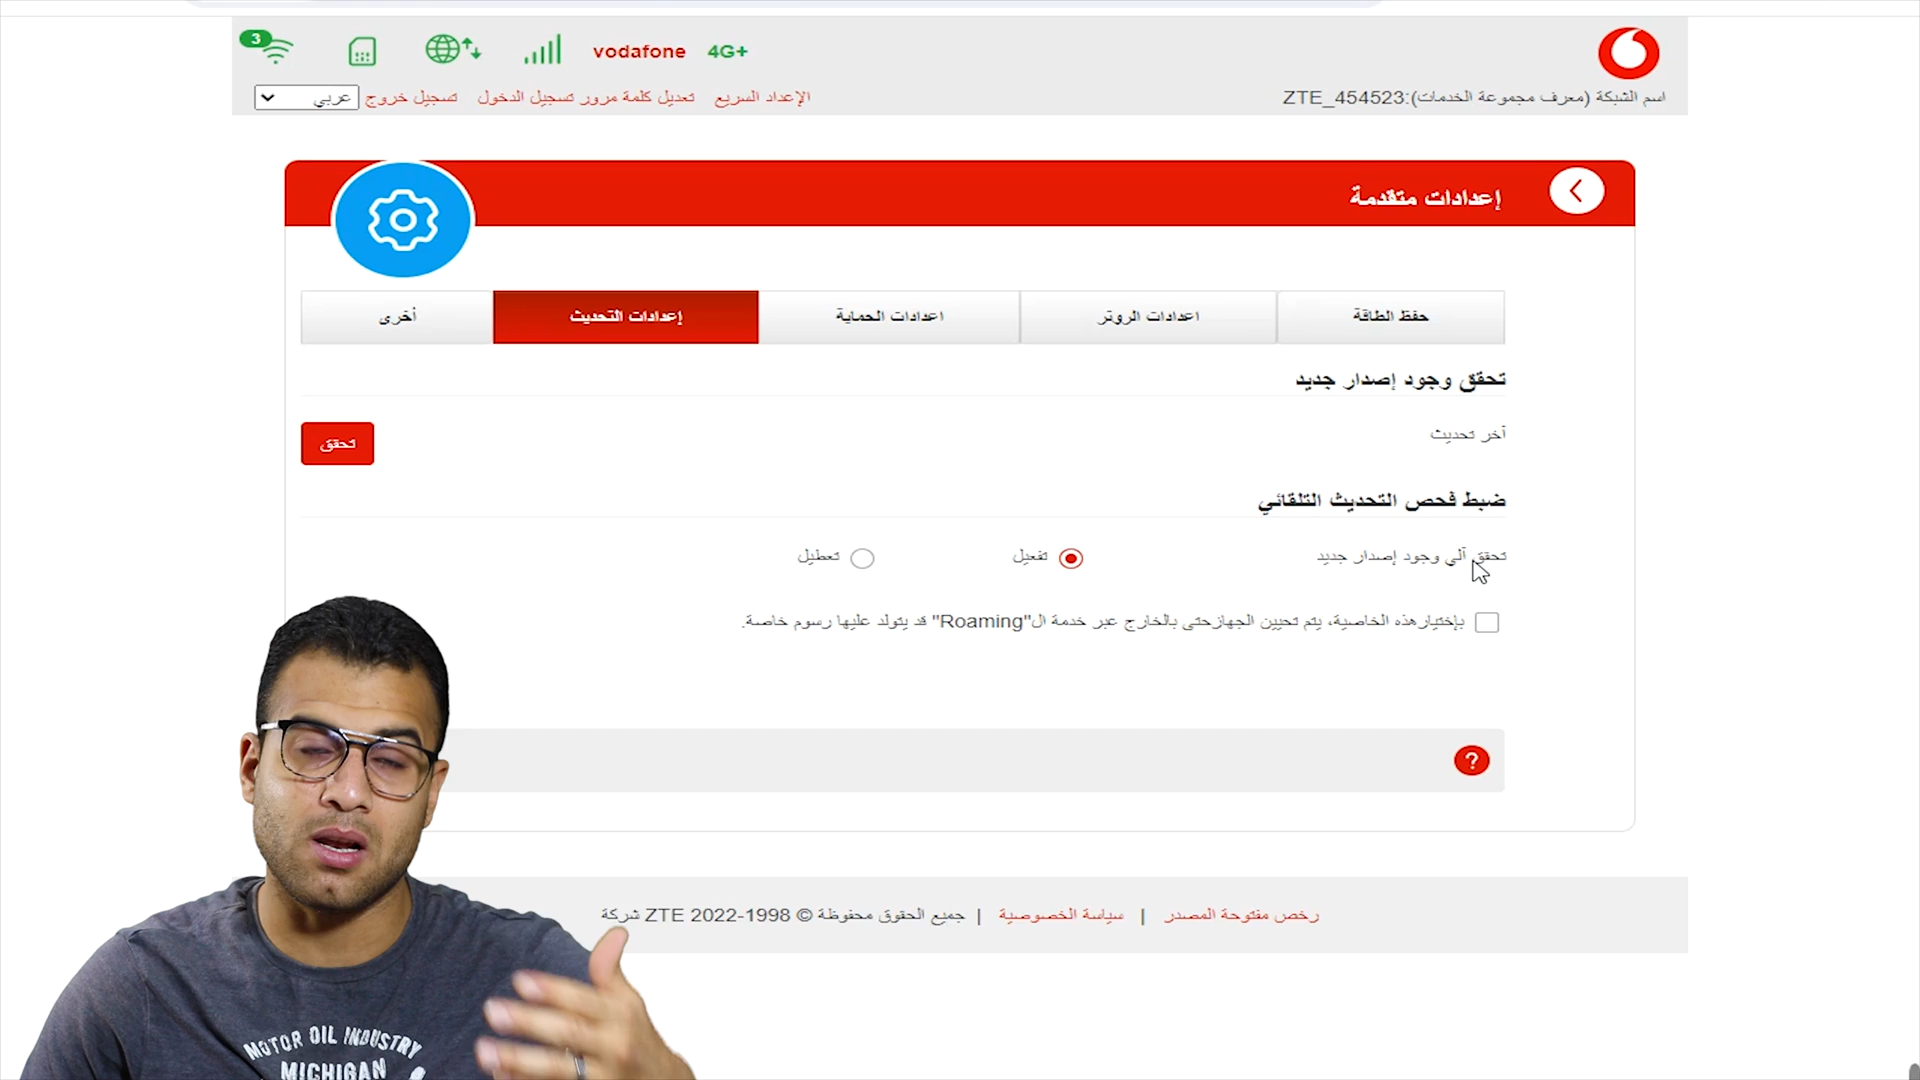 3
vodafone 4G+
اسم الشبكة (معرف مجموعة الخدمات):ZTE_454523
الإعداد السريع تعديل كلمة مرور تسجيل الدخول تسجيل خروج عربي
إعدادات متقدمة
حفظ الطاقة
اعدادات الروتر
اعدادات الحماية
إعدادات التحديث
أخرى
تحقق وجود إصدار جديد
آخر تحديث
تحقق
ضبط فحص التحديث التلقائي
تحقق آلي وجود إصدار جديد تفعيل تعطيل
بإختيارهذه الخاصية، يتم تحيين الجهازحتى بالخارج عبر خدمة ال"Roaming" قد يتولد عليها رسوم خاصة.
?
رخص مفتوحة المصدر | سياسة الخصوصية | جميع الحقوق محفوظة © 1998-2022 ZTE شركة
MOTOR OIL INDUSTRY
MICHIGAN